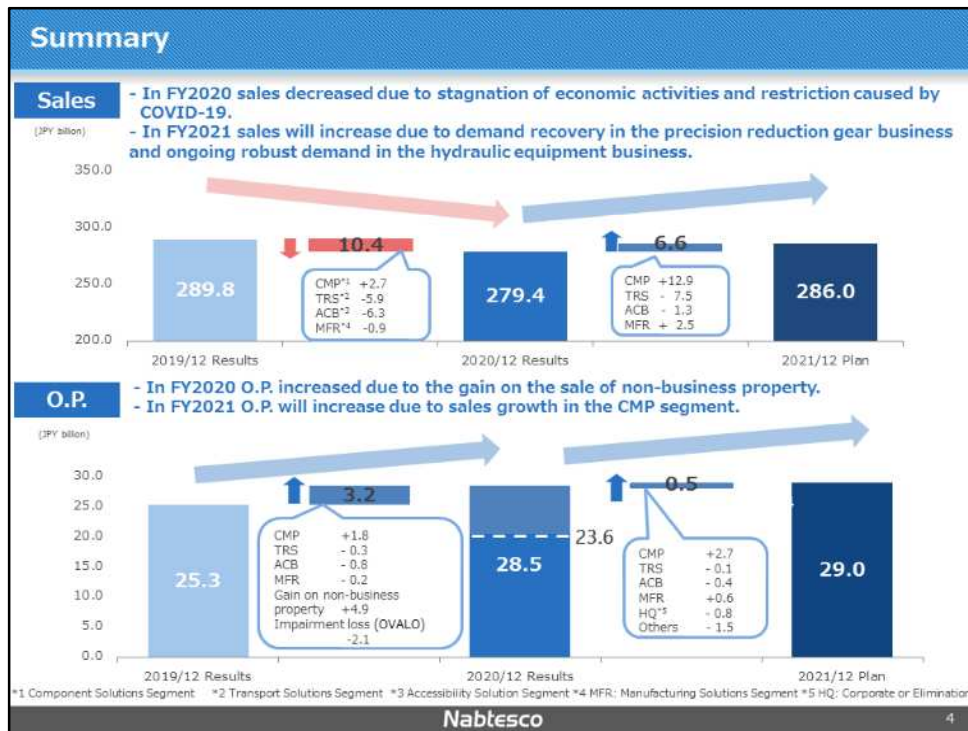 Summary
Sales
(JPY billion)
- In FY2020 sales decreased due to stagnation of economic activities and restriction caused by
COVID-19.
- In FY2021 sales will increase due to demand recovery in the precision reduction gear business
and ongoing robust demand in the hydraulic equipment business.
350.0
300.0
250.0
200.0
289.8
10.4
CMP*1 +2.7
TRS*2 -5.9
ACB*3 -6.3
MFR*4 -0.9
279.4
6.6
CMP +12.9
TRS - 7.5
ACB - 1.3
MFR + 2.5
286.0
2019/12 Results
2020/12 Results
2021/12 Plan
O.P.
(JPY billion)
- In FY2020 O.P. increased due to the gain on the sale of non-business property.
- In FY2021 O.P. will increase due to sales growth in the CMP segment.
30.0
25.0
20.0
15.0
10.0
5.0
0.0
25.3
3.2
CMP +1.8
TRS - 0.3
ACB - 0.8
MFR - 0.2
Gain on non-business
property +4.9
Impairment loss (OVALO)
-2.1
28.5
23.6
0.5
CMP +2.7
TRS - 0.1
ACB - 0.4
MFR +0.6
HQ*5 - 0.8
Others - 1.5
29.0
2019/12 Results
2020/12 Results
2021/12 Plan
*1 Component Solutions Segment *2 Transport Solutions Segment *3 Accessibility Solution Segment *4 MFR: Manufacturing Solutions Segment *5 HQ: Corporate or Elimination
Nabtesco
4